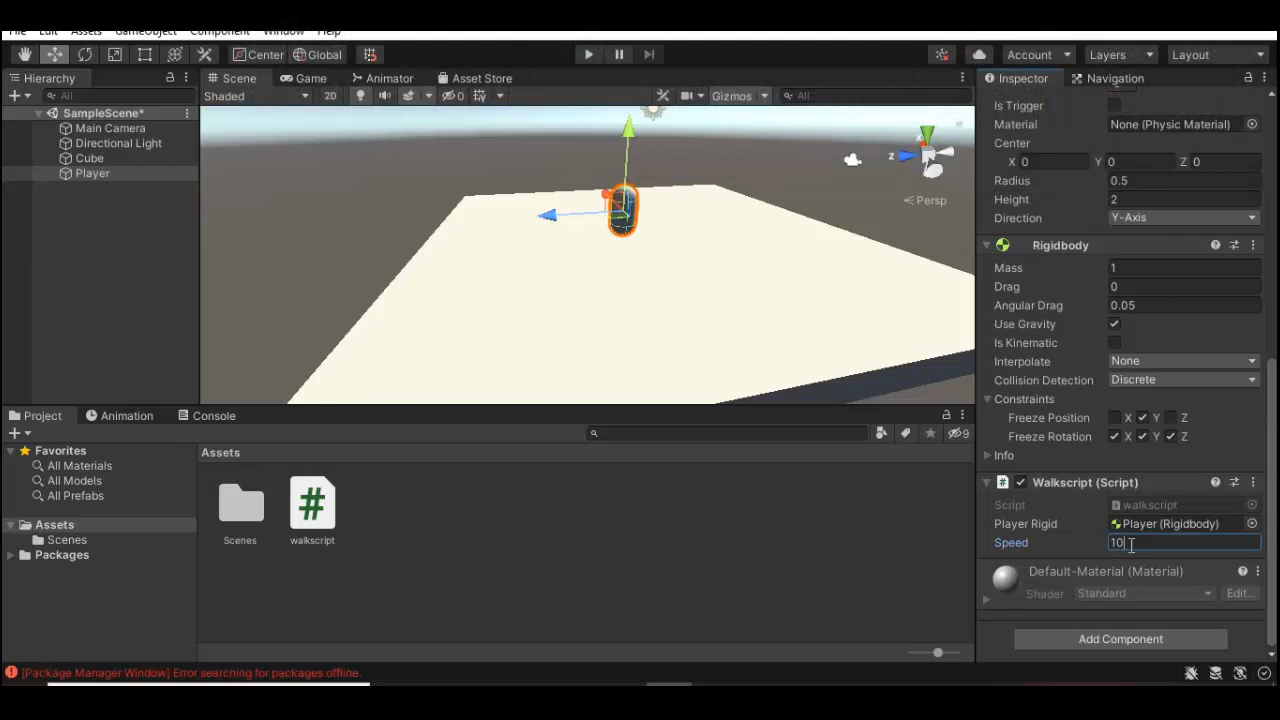 File Edit Assets GameObject Component Window Help
Center Global Account Layers Layout
Hierarchy
All
SampleScene*
Main Camera
Directional Light
Cube
Player
Scene Game Animator Asset Store
Shaded 2D 0 Gizmos All
z
Persp
Inspector Navigation
Is Trigger
Material None (Physic Material)
Center
X 0 Y 0 Z 0
Radius 0.5
Height 2
Direction Y-Axis
Rigidbody
Mass 1
Drag 0
Angular Drag 0.05
Use Gravity
Is Kinematic
Interpolate None
Collision Detection Discrete
Constraints
Freeze Position X Y Z
Freeze Rotation X Y Z
Info
# Walkscript (Script)
Script walkscript
Player Rigid Player (Rigidbody)
Speed 10
Default-Material (Material)
Shader Standard Edit...
Add Component
Project Animation Console
9
Favorites
All Materials
All Models
All Prefabs
Assets
Scenes
Packages
Assets
#
Scenes walkscript
[Package Manager Window] Error searching for packages offline.